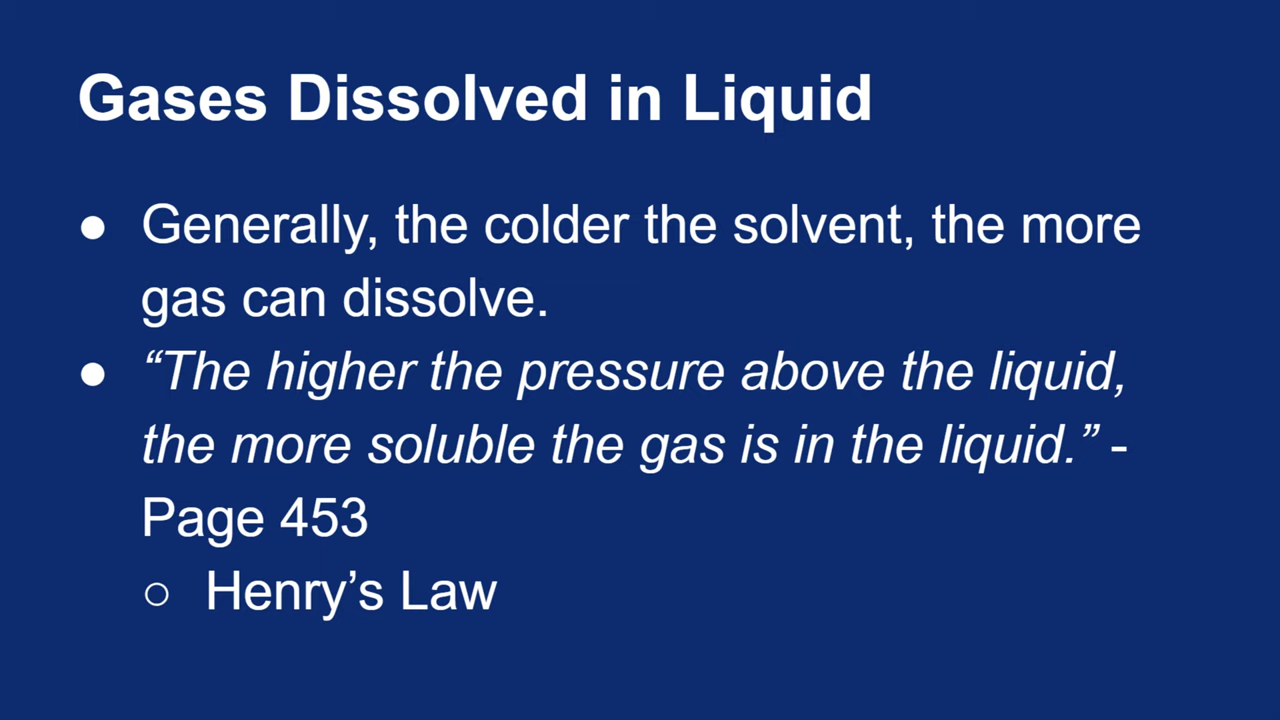 Gases Dissolved in Liquid
● Generally, the colder the solvent, the more
gas can dissolve.
● “The higher the pressure above the liquid,
the more soluble the gas is in the liquid.” -
Page 453
○ Henry’s Law